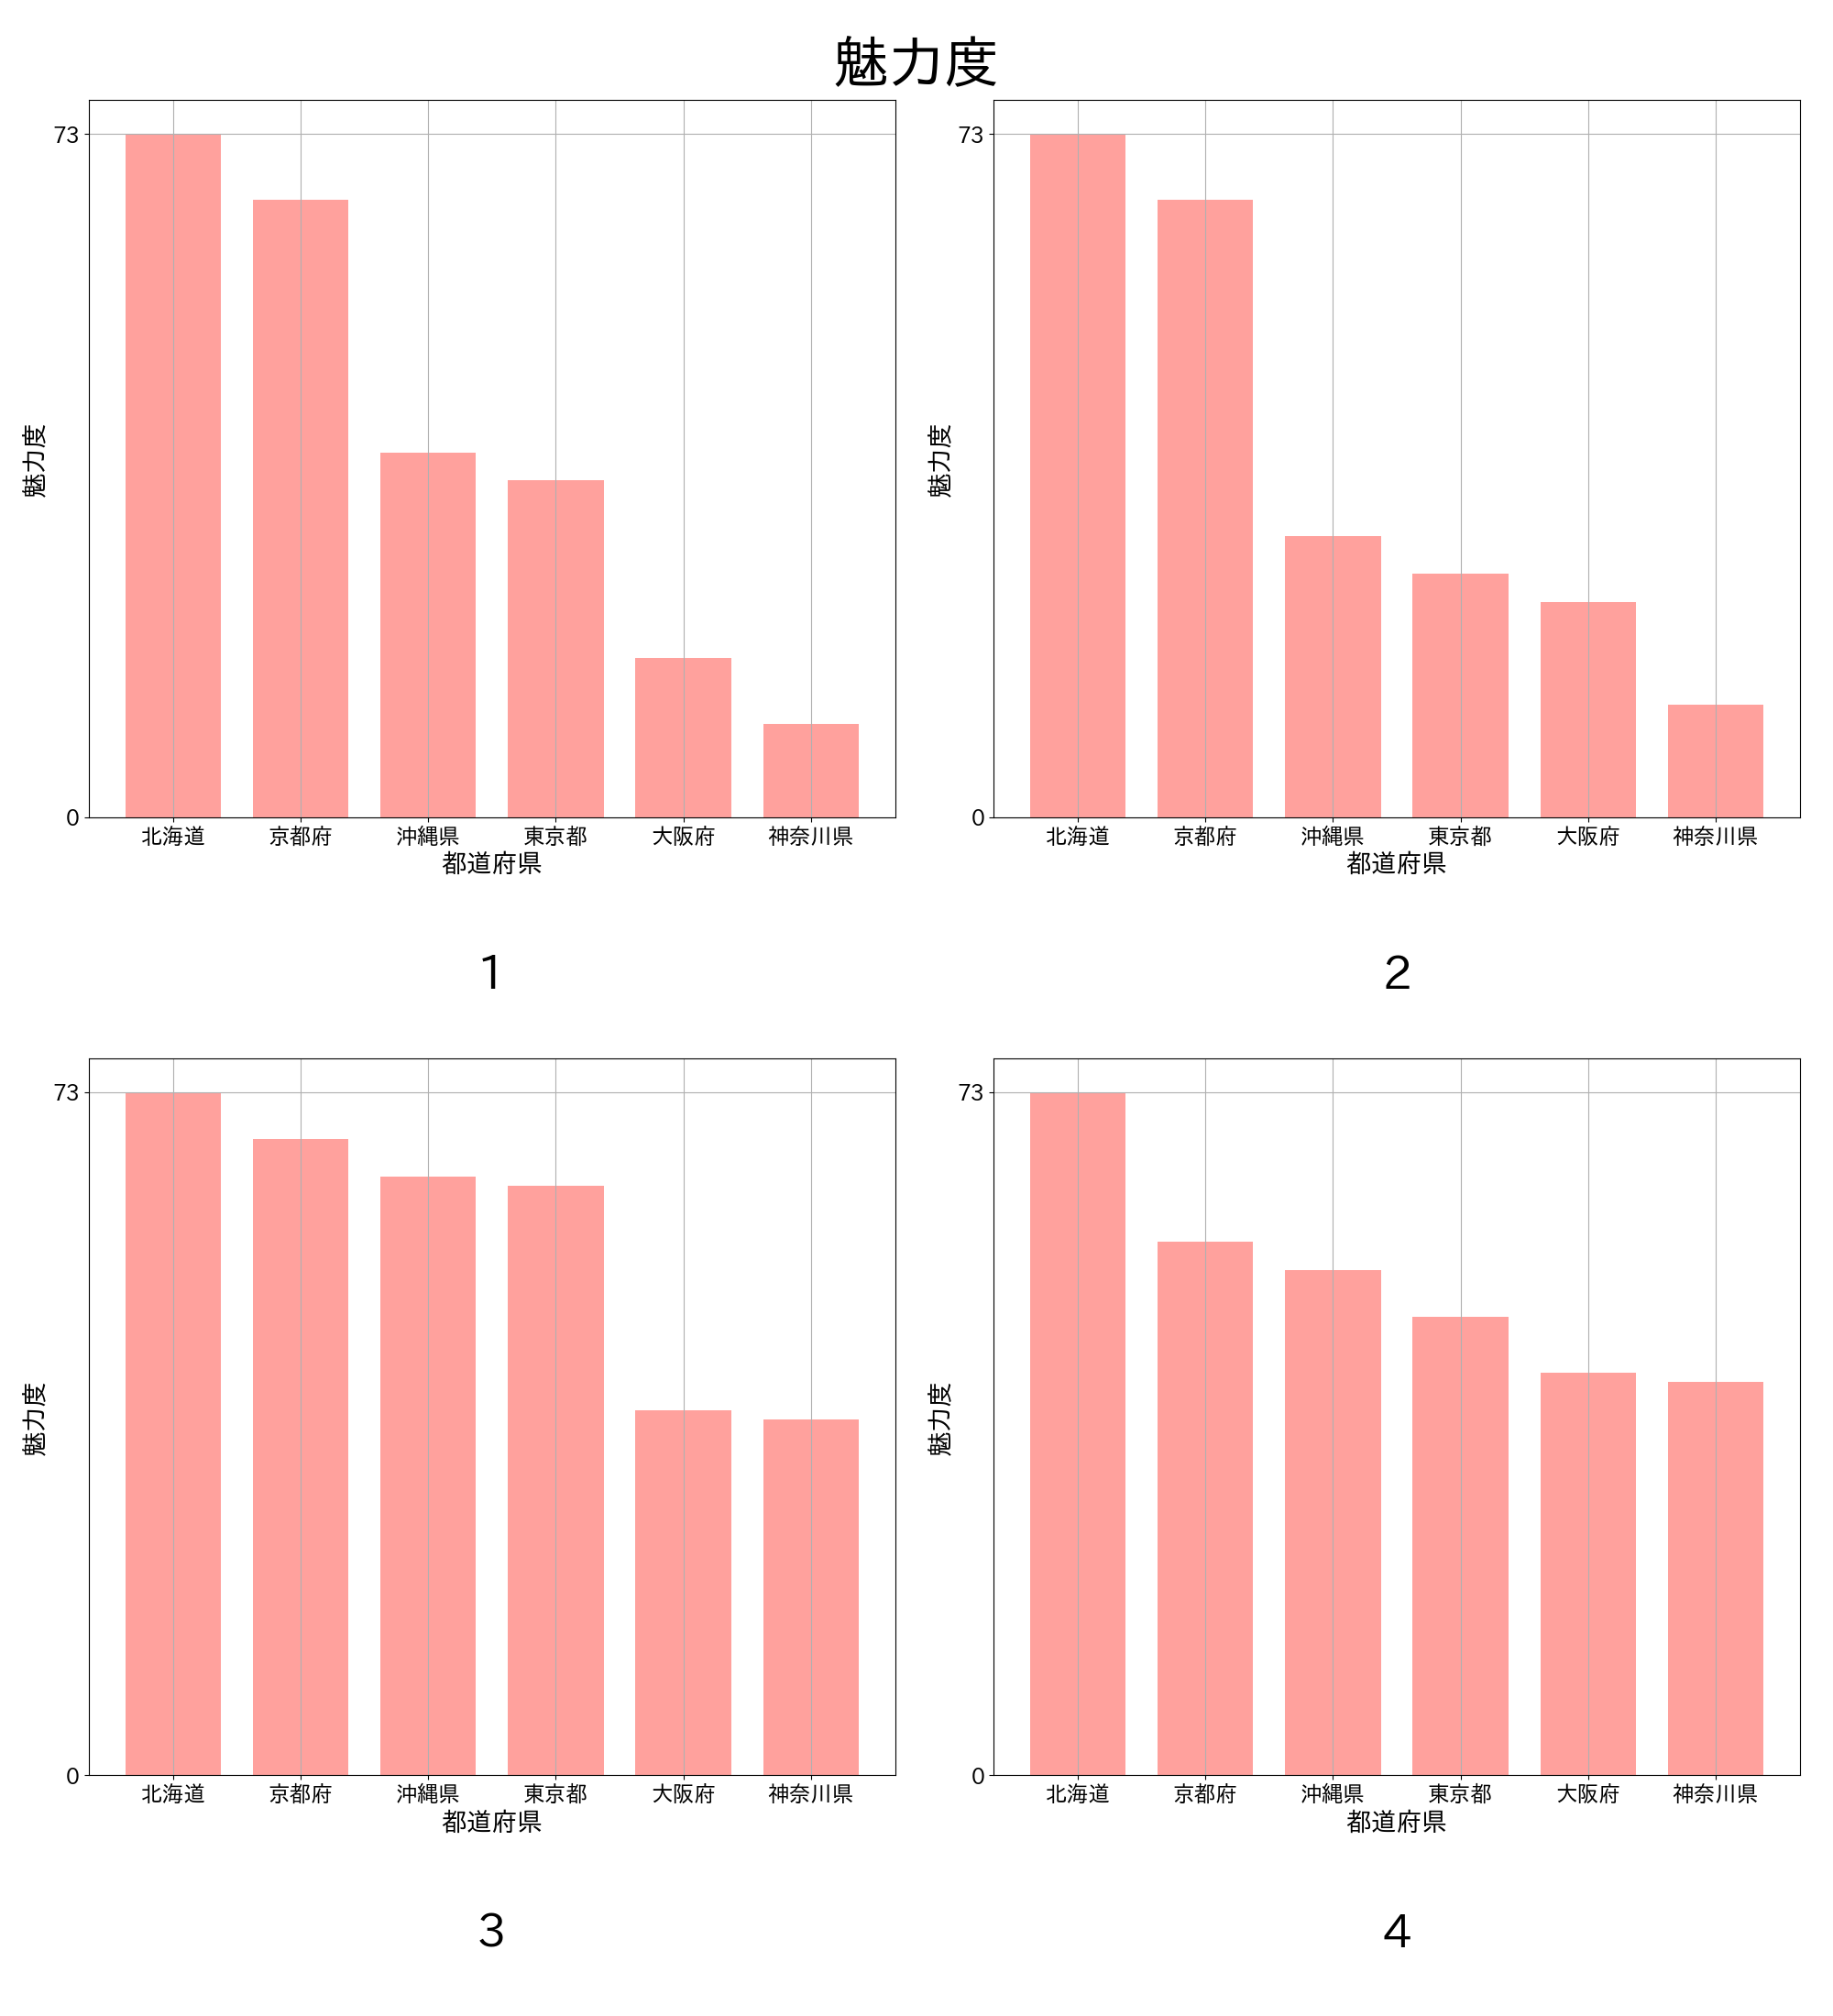 魅力度
73
魅力度
0
北海道 京都府 沖縄県 東京都 大阪府 神奈川県
都道府県
1
73
魅力度
0
北海道 京都府 沖縄県 東京都 大阪府 神奈川県
都道府県
2
73
魅力度
0
北海道 京都府 沖縄県 東京都 大阪府 神奈川県
都道府県
3
73
魅力度
0
北海道 京都府 沖縄県 東京都 大阪府 神奈川県
都道府県
4